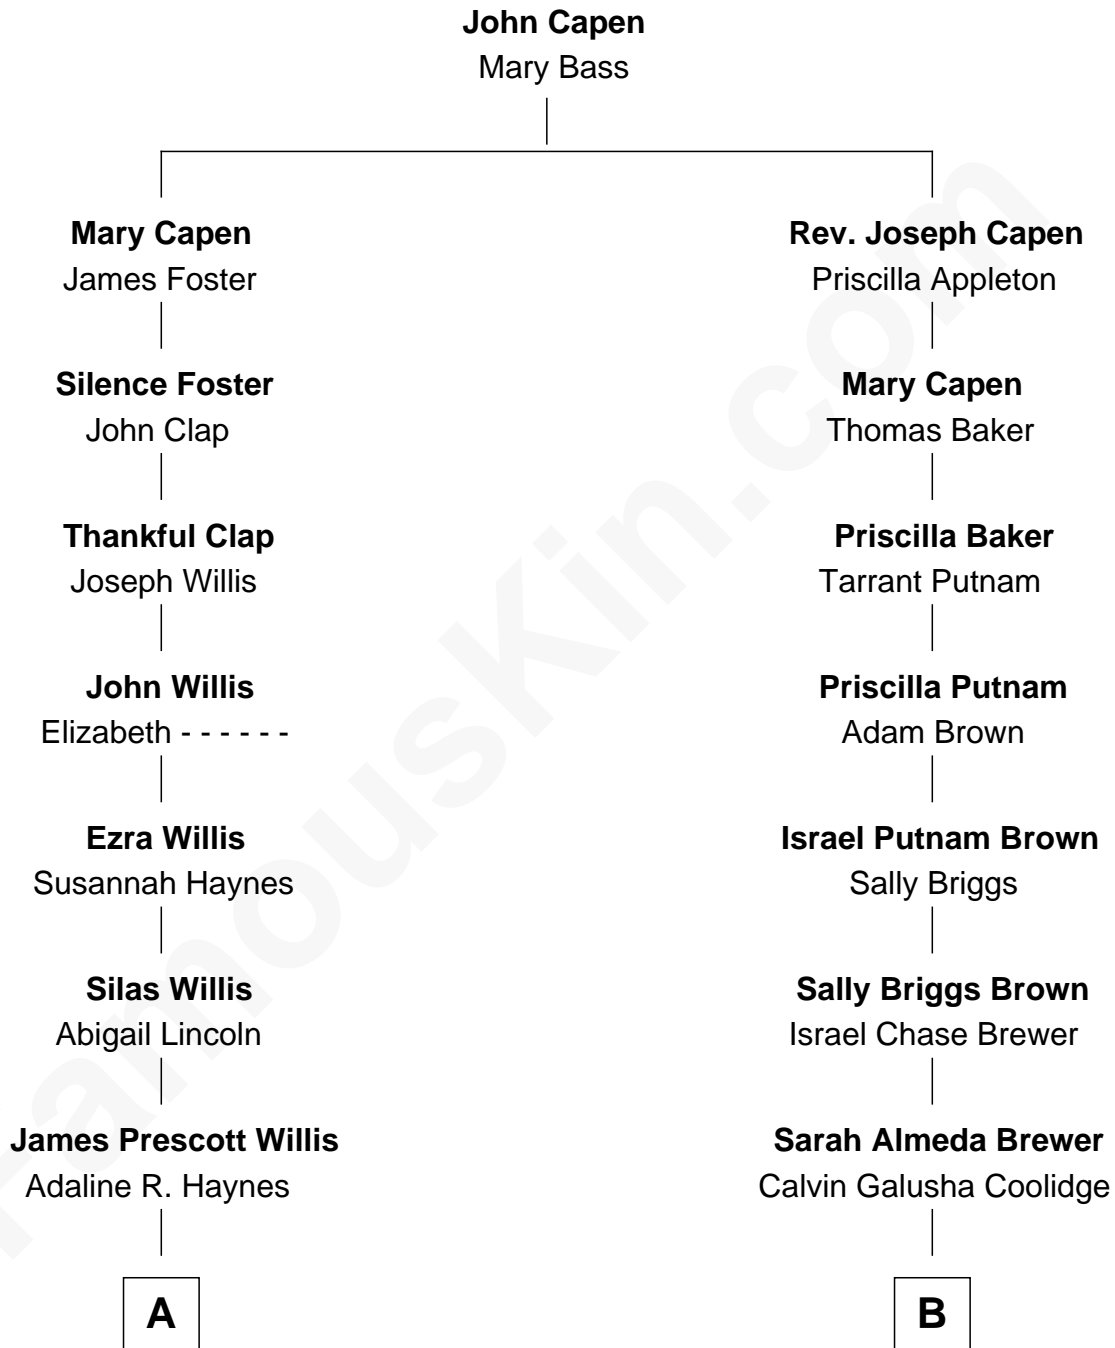 John Capen
Mary Bass
Mary Capen
James Foster
Rev. Joseph Capen
Priscilla Appleton
Silence Foster
John Clap
Mary Capen
Thomas Baker
Thankful Clap
Joseph Willis
Priscilla Baker
Tarrant Putnam
John Willis
Elizabeth - - - - - -
Priscilla Putnam
Adam Brown
Ezra Willis
Susannah Haynes
Israel Putnam Brown
Sally Briggs
Silas Willis
Abigail Lincoln
Sally Briggs Brown
Israel Chase Brewer
James Prescott Willis
Adaline R. Haynes
Sarah Almeda Brewer
Calvin Galusha Coolidge
A
B
FamousKin.com